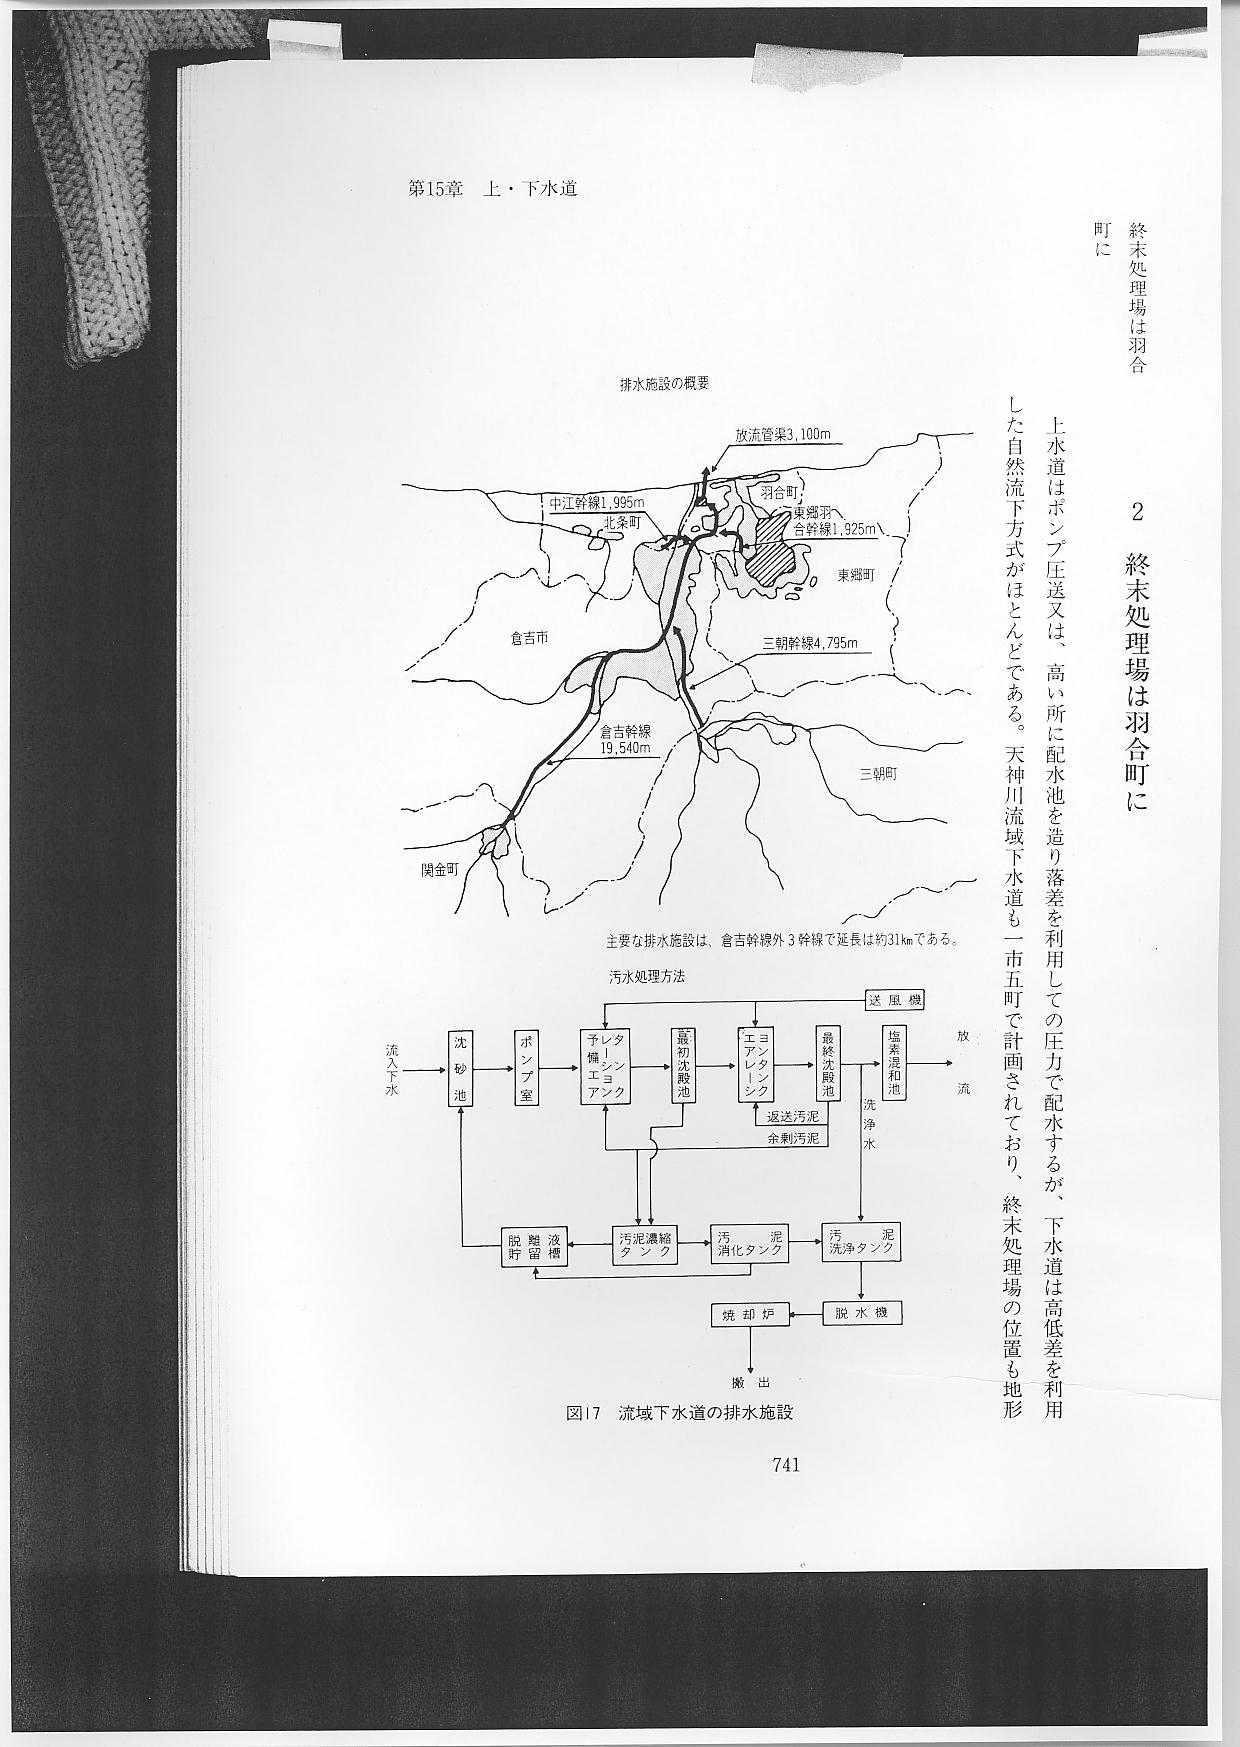 第15章　上・下水道
終末処理場は羽合
町に
2　終末処理場は羽合町に
上水道はポンプ圧送又は、高い所に配水池を造り落差を利用しての圧力で配水するが、下水道は高低差を利用
した自然流下方式がほとんどである。天神川流域下水道も一市五町で計画されており、終末処理場の位置も地形
排水施設の概要
放流管渠3,100m
中江幹線1,995m
北条町
羽合町
東郷羽
合幹線1,925m
東郷町
倉吉市
三朝幹線4,795m
倉吉幹線
19,540m
三朝町
関金町
主要な排水施設は、倉吉幹線外3幹線で延長は約31㎞である。
汚水処理方法
送風機
流入下水
沈砂池
ポンプ室
予備エアレーションタンク
最初沈殿池
エアレーションタンク
最終沈殿池
塩素混和池
放流
返送汚泥
余剰汚泥
洗浄水
脱離液
貯留槽
汚泥濃縮
タンク
汚泥
消化タンク
汚泥
洗浄タンク
焼却炉
脱水機
搬出
図17　流域下水道の排水施設
741